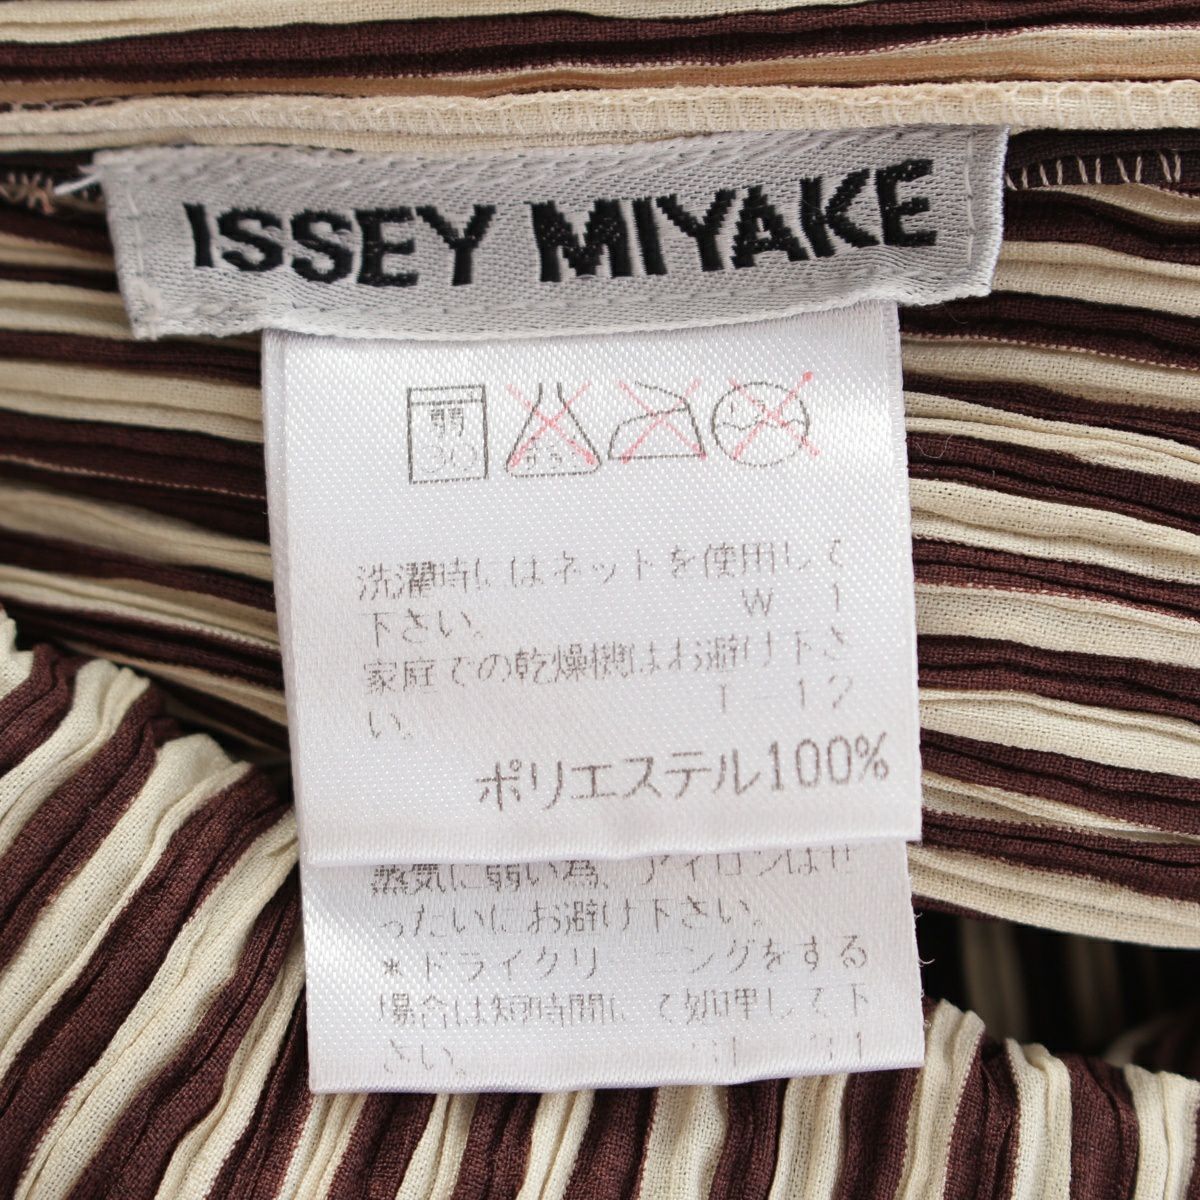 ISSEY MIYAKE
弱
30
洗濯時にはネットを使用して
下さい。 W 1
家庭での乾燥機はお避け下さ
い。 T-12
ポリエステル100%
蒸気に弱い為、アイロンはぜ
ったいにお避け下さい。
*ドライクリーニングをする
場合は短時間にて処理して下
さい。